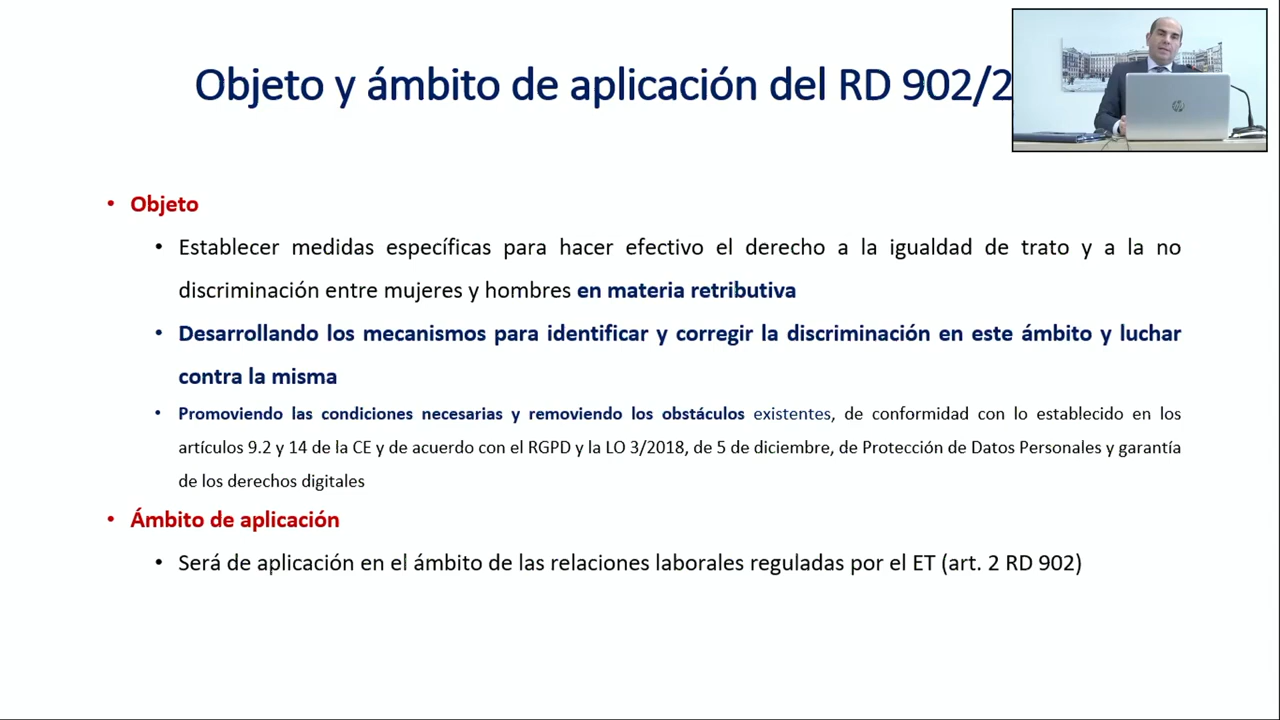 Objeto y ámbito de aplicación del RD 902/2
• Objeto
• Establecer medidas específicas para hacer efectivo el derecho a la igualdad de trato y a la no
discriminación entre mujeres y hombres en materia retributiva
• Desarrollando los mecanismos para identificar y corregir la discriminación en este ámbito y luchar
contra la misma
• Promoviendo las condiciones necesarias y removiendo los obstáculos existentes, de conformidad con lo establecido en los
artículos 9.2 y 14 de la CE y de acuerdo con el RGPD y la LO 3/2018, de 5 de diciembre, de Protección de Datos Personales y garantía
de los derechos digitales
• Ámbito de aplicación
• Será de aplicación en el ámbito de las relaciones laborales reguladas por el ET (art. 2 RD 902)
hp